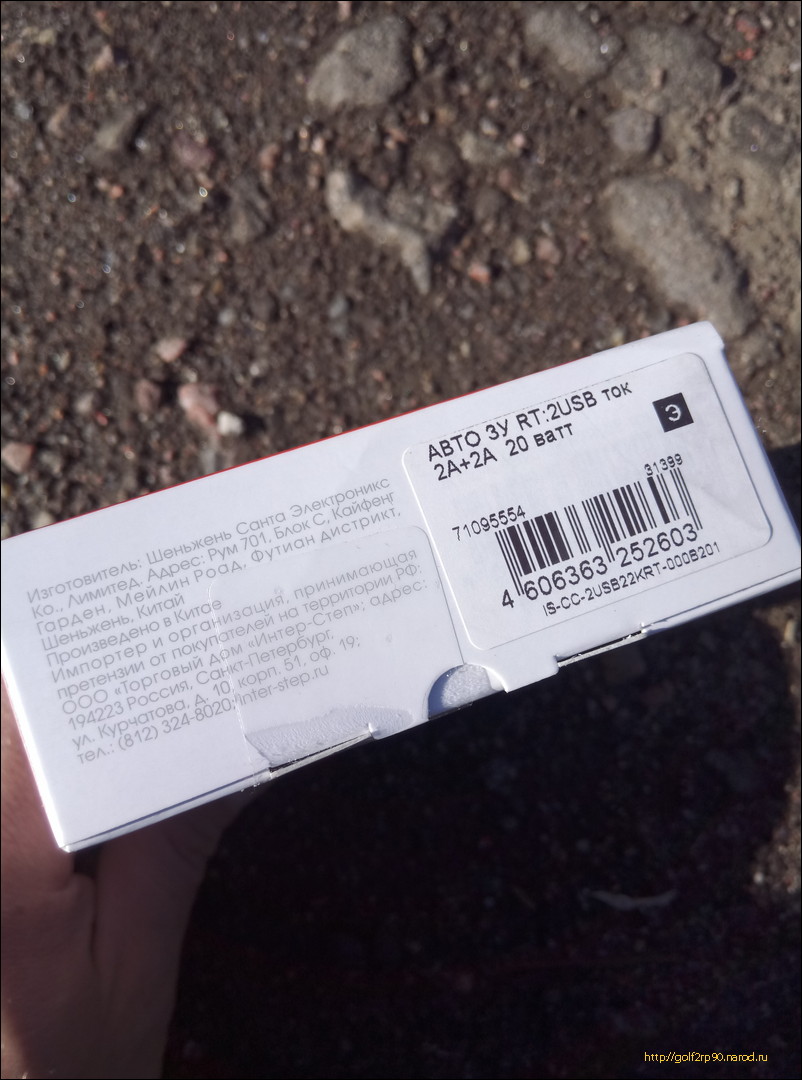 Изготовитель: Шеньжень Санта Электроникс
Ко., Лимитед. Адрес: Рум 701, Блок С, Кайфенг
Гарден, Мейлин Роад, Футиан дистрикт,
Шеньжень, Китай
Произведено в Китае
Импортер и организация, принимающая
претензии от покупателей на территории РФ:
ООО «Торговый дом «Интер-Степ»; адрес:
194223 Россия, Санкт-Петербург,
ул. Курчатова, д. 10, корп. 51, оф. 19;
тел.: (812) 324-8020; inter-step.ru
АВТО ЗУ RT:2USB ток
2А+2А 20 ватт
Э
71095554
31399
4 606363 252603
IS-CC-2USB22KRT-000B201
http://golf2rp90.narod.ru